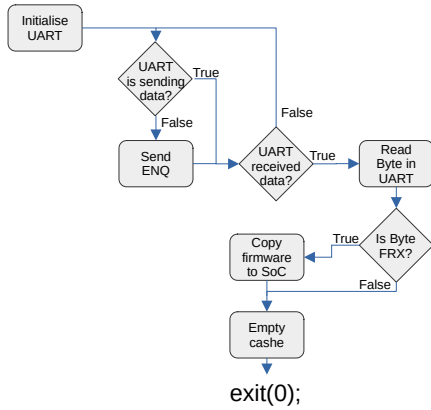 Initialise
UART
UART
is sending
data?
True
False
Send
ENQ
False
UART
received
data?
True
Read
Byte in
UART
Is Byte
FRX?
True
False
Copy
firmware
to SoC
Empty
cashe
exit(0);